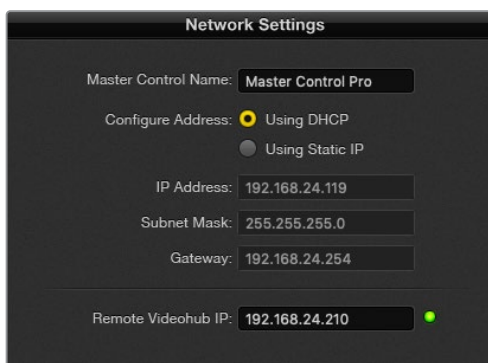 Network Settings
Master Control Name: Master Control Pro
Configure Address: Using DHCP
Using Static IP
IP Address: 192.168.24.119
Subnet Mask: 255.255.255.0
Gateway: 192.168.24.254
Remote Videohub IP: 192.168.24.210